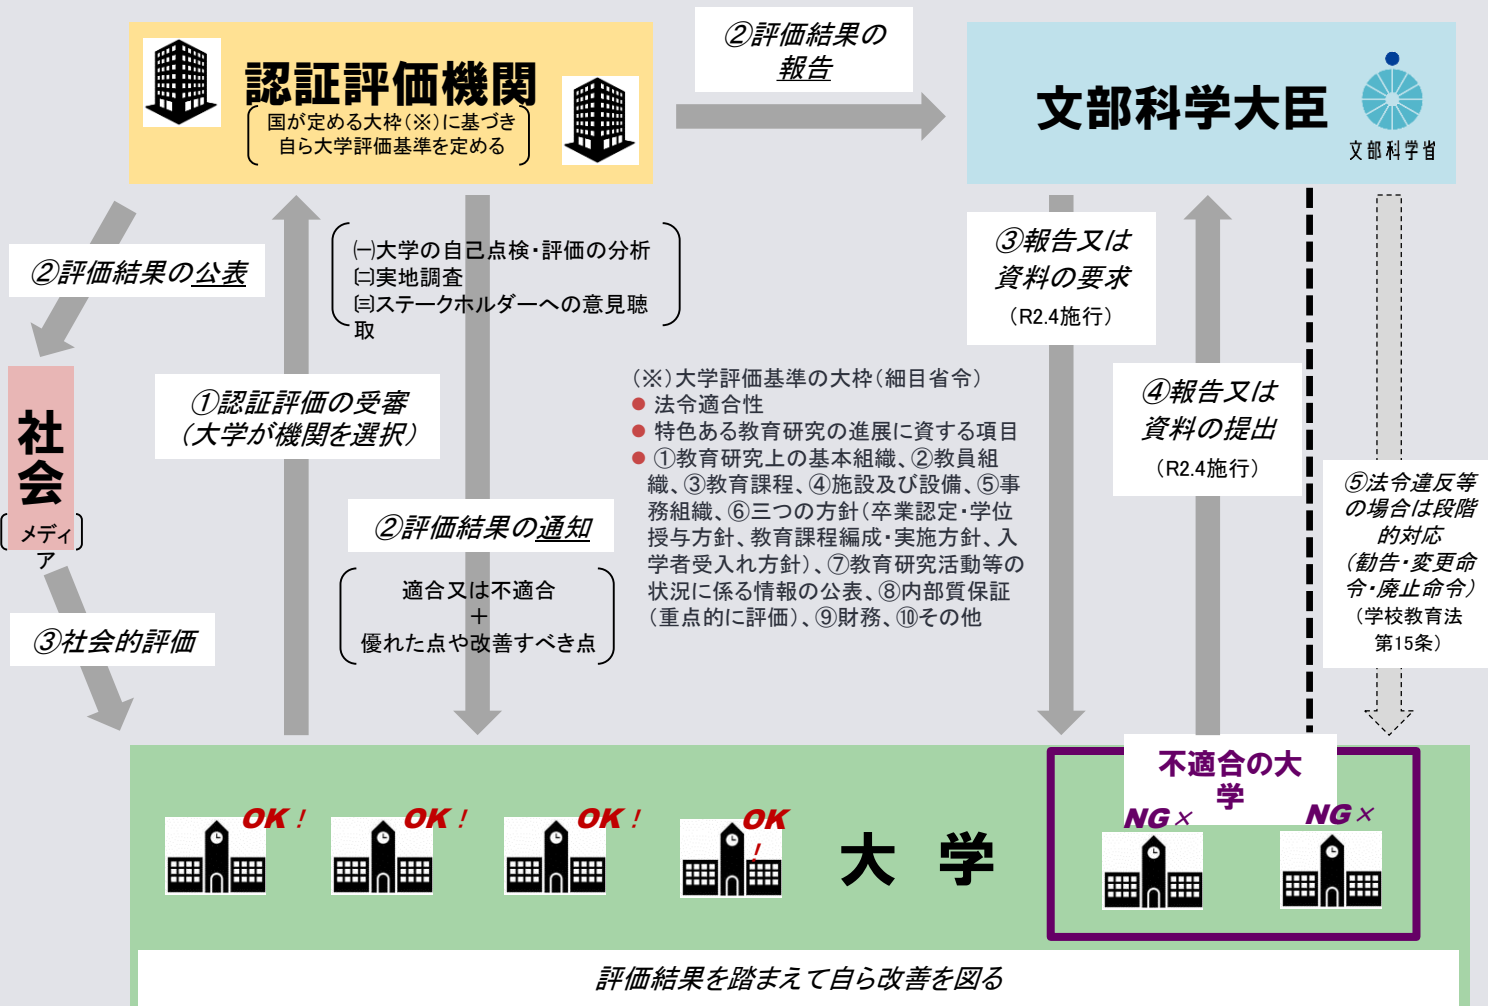 認証評価機関
国が定める大枠(※)に基づき
自ら大学評価基準を定める
②評価結果の
報告
文部科学大臣
文部科学省
②評価結果の公表
㈠大学の自己点検・評価の分析
㈡実地調査
㈢ステークホルダーへの意見聴
取
③報告又は
資料の要求
(R2.4施行)
社会
メディ
ア
①認証評価の受審
(大学が機関を選択)
(※)大学評価基準の大枠(細目省令)
● 法令適合性
● 特色ある教育研究の進展に資する項目
● ①教育研究上の基本組織、②教員組
織、③教育課程、④施設及び設備、⑤事
務組織、⑥三つの方針(卒業認定・学位
授与方針、教育課程編成・実施方針、入
学者受入れ方針)、⑦教育研究活動等の
状況に係る情報の公表、⑧内部質保証
(重点的に評価)、⑨財務、⑩その他
④報告又は
資料の提出
(R2.4施行)
⑤法令違反等
の場合は段階
的対応
(勧告・変更命
令・廃止命令)
(学校教育法
第15条)
②評価結果の通知
適合又は不適合
+
優れた点や改善すべき点
③社会的評価
不適合の大
学
OK!
OK!
OK!
OK
!
大学
NG×
NG×
評価結果を踏まえて自ら改善を図る